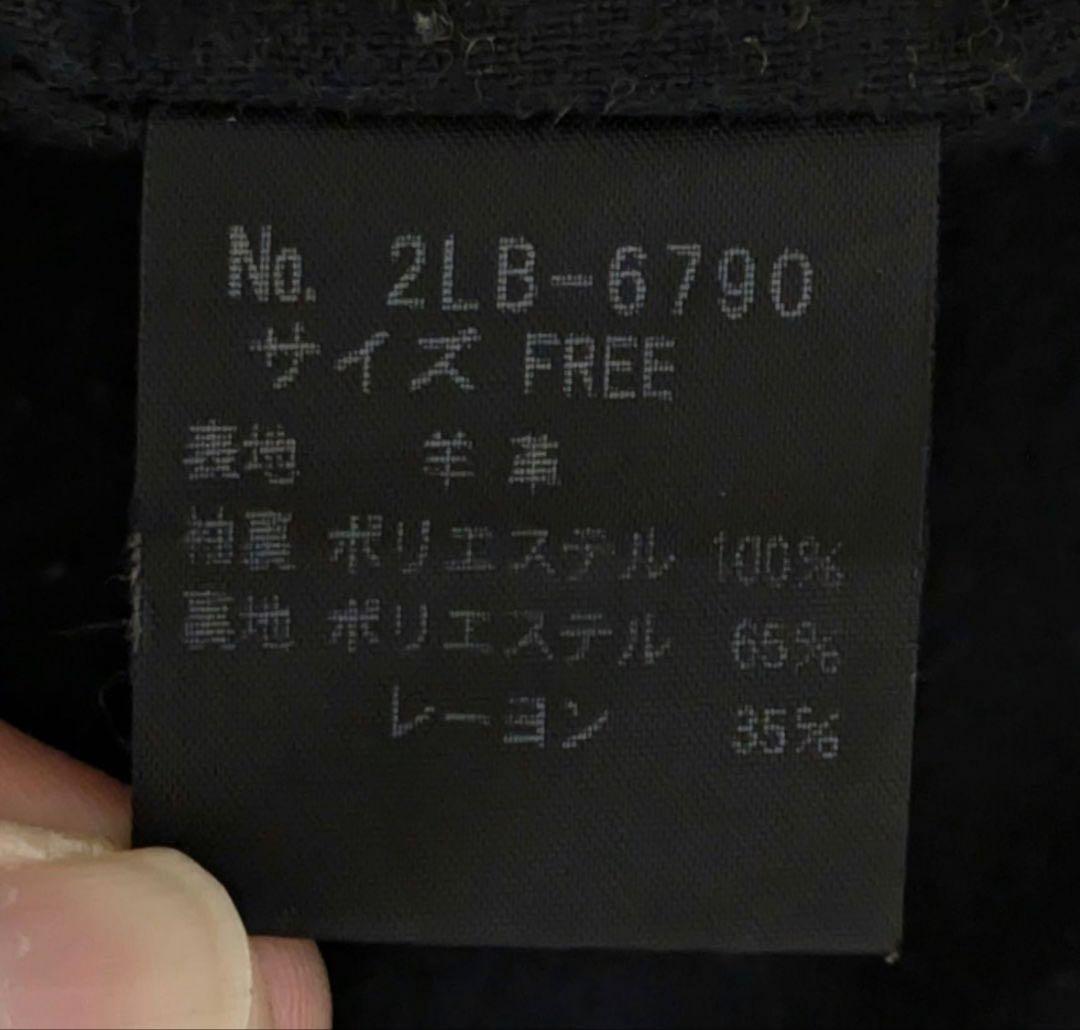 No. 2LB-6790
サイズ FREE
表地 羊革
袖裏 ポリエステル 100%
裏地 ポリエステル 65%
レーヨン 35%